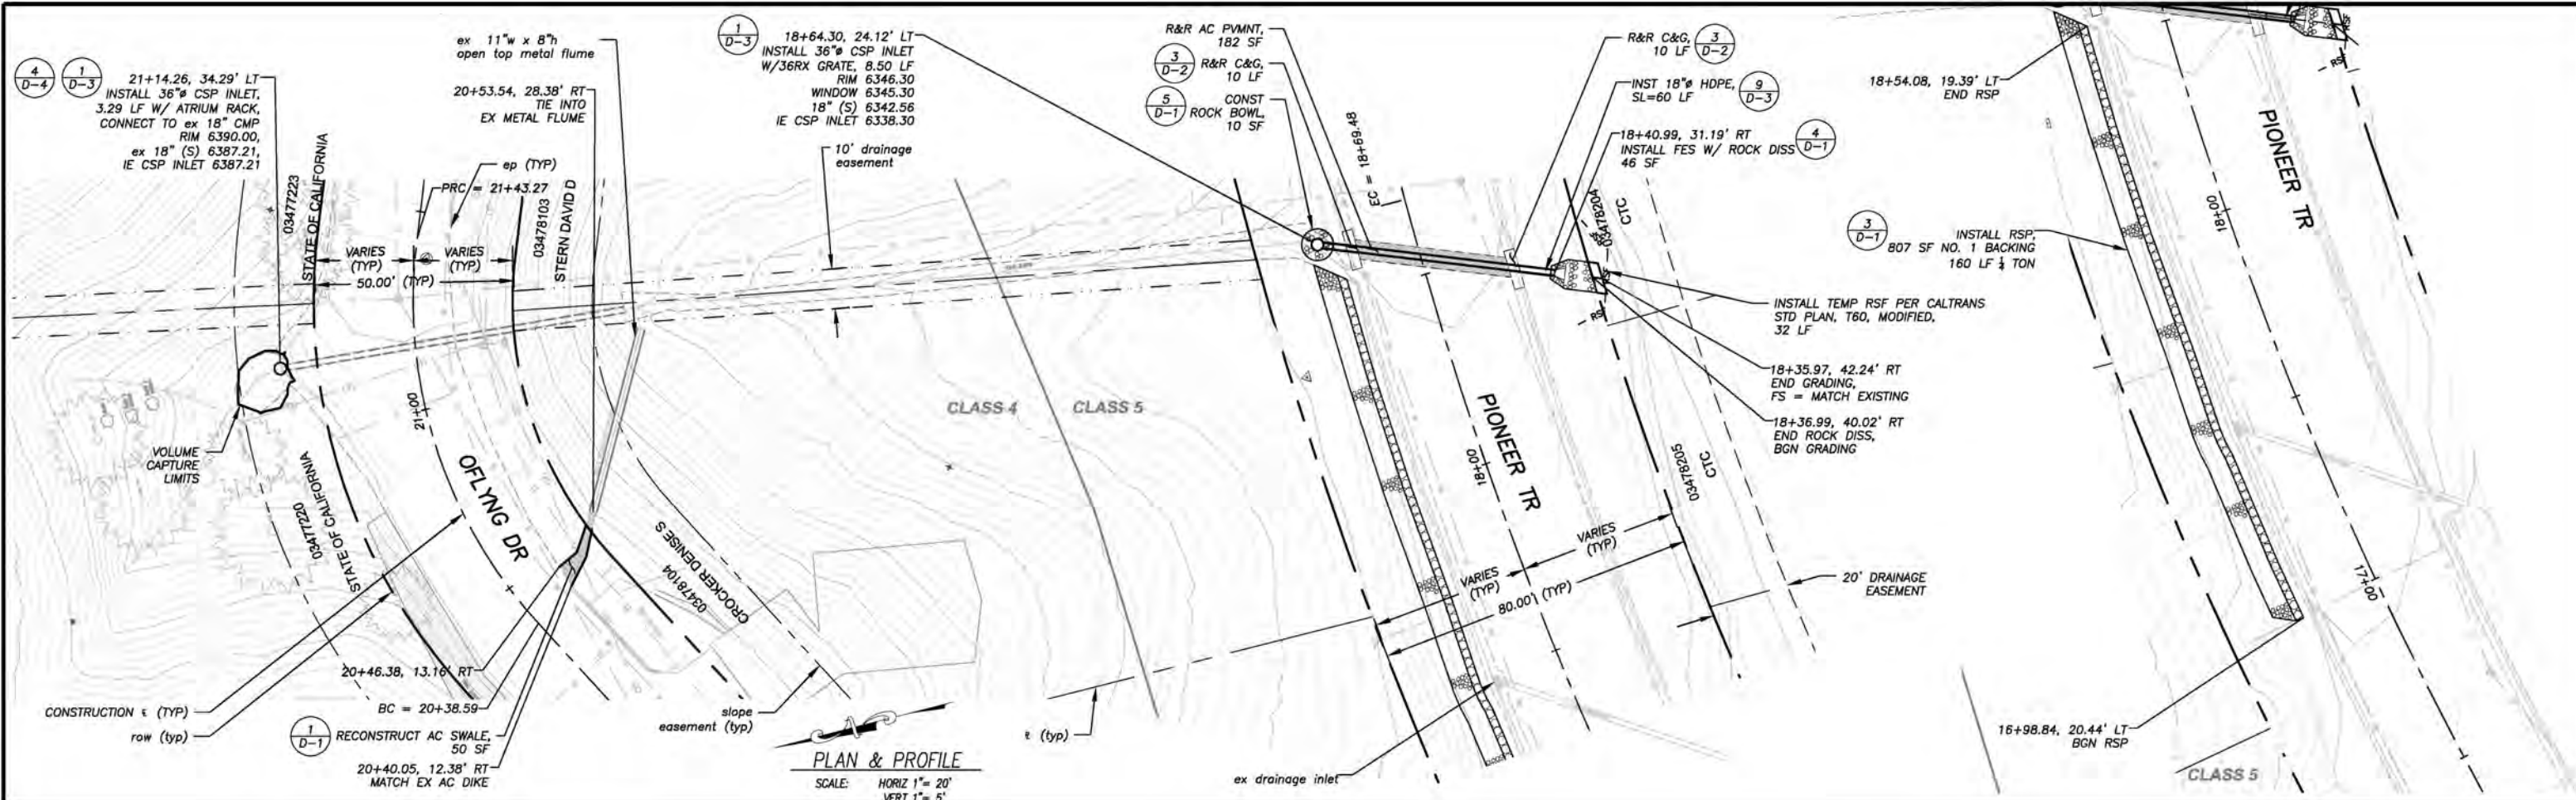 4
D-4
1
D-3
21+14.26, 34.29' LT
INSTALL 36"ø CSP INLET,
3.29 LF W/ ATRIUM RACK,
CONNECT TO ex 18" CMP
RIM 6390.00,
ex 18" (S) 6387.21,
IE CSP INLET 6387.21
ex 11"w x 8"h
open top metal flume
20+53.54, 28.38' RT
TIE INTO
EX METAL FLUME
ep (TYP)
PRC = 21+43.27
03477223
STATE OF CALIFORNIA
VARIES
(TYP)
VARIES
(TYP)
50.00' (TYP)
03478103
STERN DAVID D
1
D-3
18+64.30, 24.12' LT
INSTALL 36"ø CSP INLET
W/36RX GRATE, 8.50 LF
RIM 6346.30
WINDOW 6345.30
18" (S) 6342.56
IE CSP INLET 6338.30
10' drainage
easement
R&R AC PVMNT,
182 SF
3
D-2
R&R C&G,
10 LF
5
D-1
CONST
ROCK BOWL,
10 SF
EC = 18+69.48
R&R C&G,
10 LF
3
D-2
INST 18"ø HDPE,
SL=60 LF
9
D-3
18+40.99, 31.19' RT
INSTALL FES W/ ROCK DISS
46 SF
4
D-1
03478204
CTC
RSF
RSF
RSF
INSTALL TEMP RSF PER CALTRANS
STD PLAN, T60, MODIFIED,
32 LF
18+35.97, 42.24' RT
END GRADING,
FS = MATCH EXISTING
18+36.99, 40.02' RT
END ROCK DISS,
BGN GRADING
03478205
CTC
18+54.08, 19.39' LT
END RSP
RSF
RSF
PIONEER TR
18+00
3
D-1
INSTALL RSP,
807 SF NO. 1 BACKING
160 LF ¼ TON
20' DRAINAGE
EASEMENT
17+00
16+98.84, 20.44' LT
BGN RSP
CLASS 5
VOLUME
CAPTURE
LIMITS
03477220
STATE OF CALIFORNIA
21+00
OFLYNG DR
CROCKER DENISE S
03478104
CLASS 4
CLASS 5
PIONEER TR
18+00
VARIES
(TYP)
VARIES
(TYP)
80.00' (TYP)
CONSTRUCTION ℄ (TYP)
row (typ)
20+46.38, 13.16' RT
BC = 20+38.59
1
D-1
RECONSTRUCT AC SWALE,
50 SF
20+40.05, 12.38' RT
MATCH EX AC DIKE
slope
easement (typ)
(typ)
ex drainage inlet
PLAN & PROFILE
SCALE: HORIZ 1"= 20'
VERT 1"= 5'